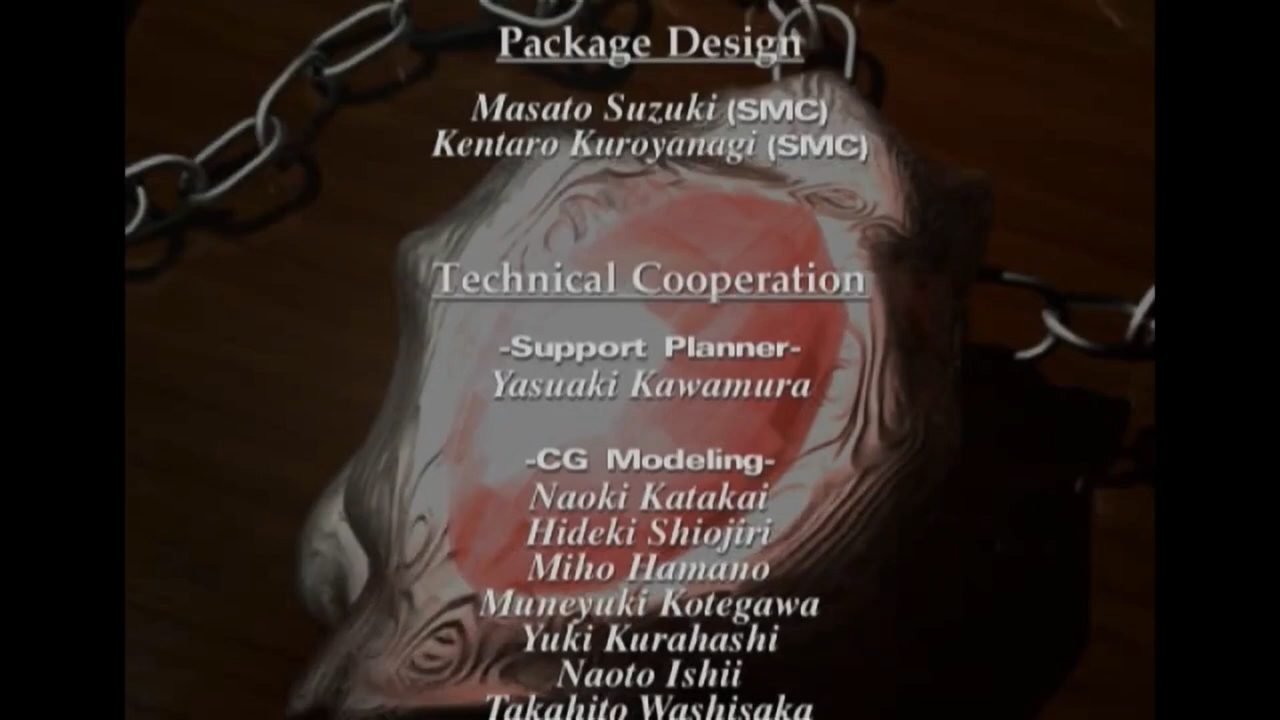 Package Design
Masato Suzuki (SMC)
Kentaro Kuroyanagi (SMC)
Technical Cooperation
-Support Planner-
Yasuaki Kawamura
-CG Modeling-
Naoki Katakai
Hideki Shiojiri
Miho Hamano
Muneyuki Kotegawa
Yuki Kurahashi
Naoto Ishii
Takahito Washisaka